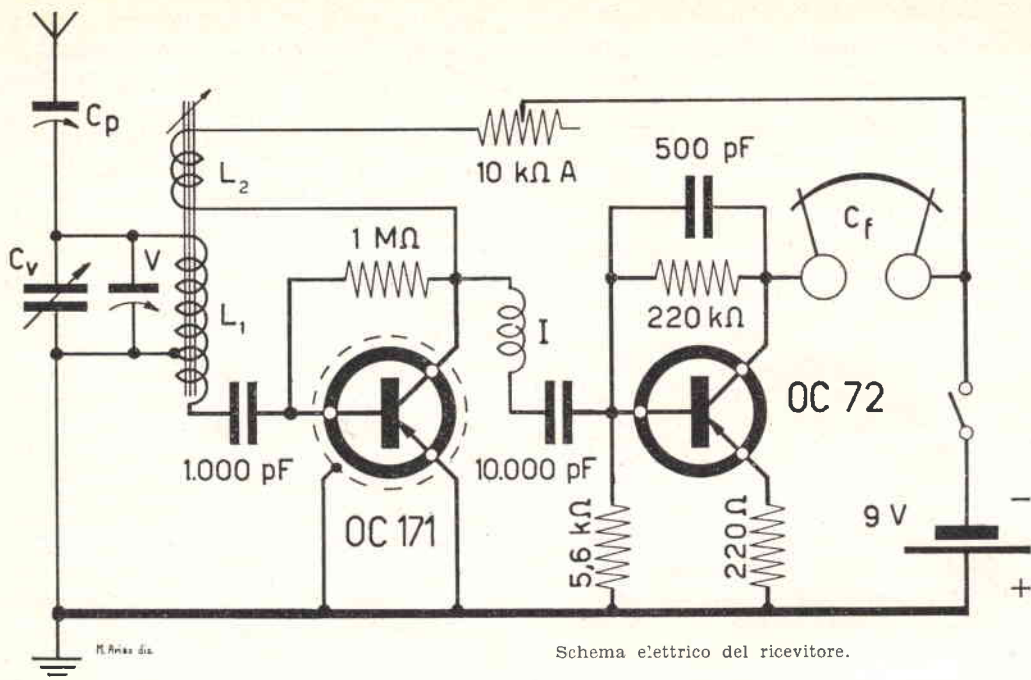 Cp
L2
10 kΩ A
500 pF
Cf
Cv
V
1 MΩ
220 kΩ
L1
I
OC 72
1.000 pF
10.000 pF
OC 171
5,6 kΩ
220Ω
9 V
−
+
Schema elettrico del ricevitore.